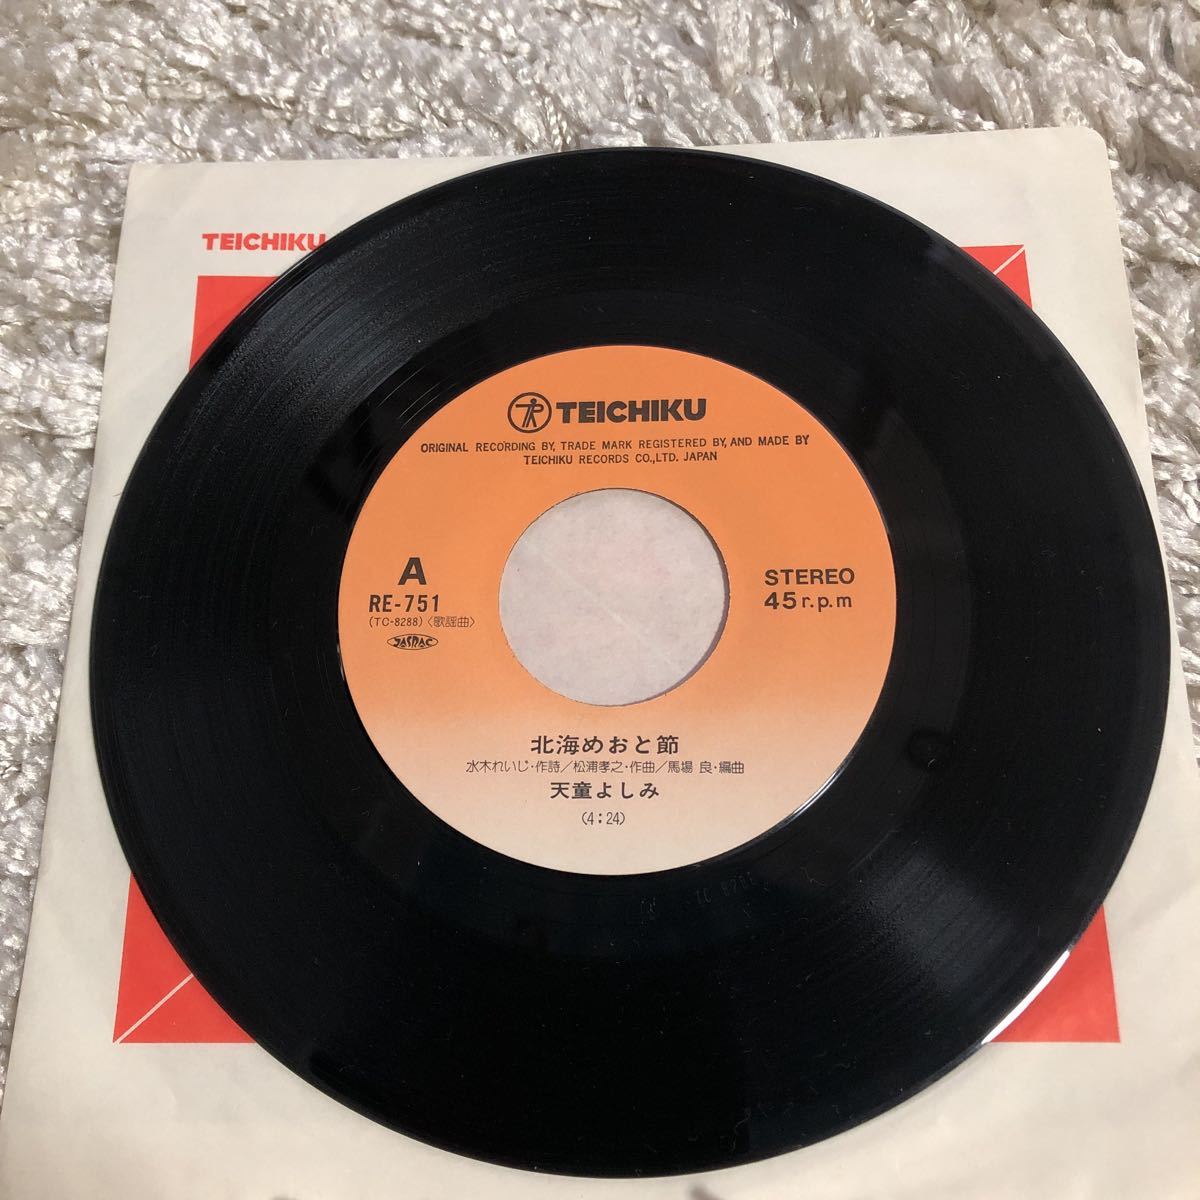 TEICHIKU
TEICHIKU
ORIGINAL RECORDING BY, TRADE MARK REGISTERED BY, AND MADE BY
TEICHIKU RECORDS CO.,LTD. JAPAN
A
RE-751
(TC-8288)〈歌謡曲〉
JASRAC
STEREO
45 r.p.m
北海めおと節
水木れいじ・作詩/松浦孝之・作曲/馬場 良・編曲
天童よしみ
(4:24)